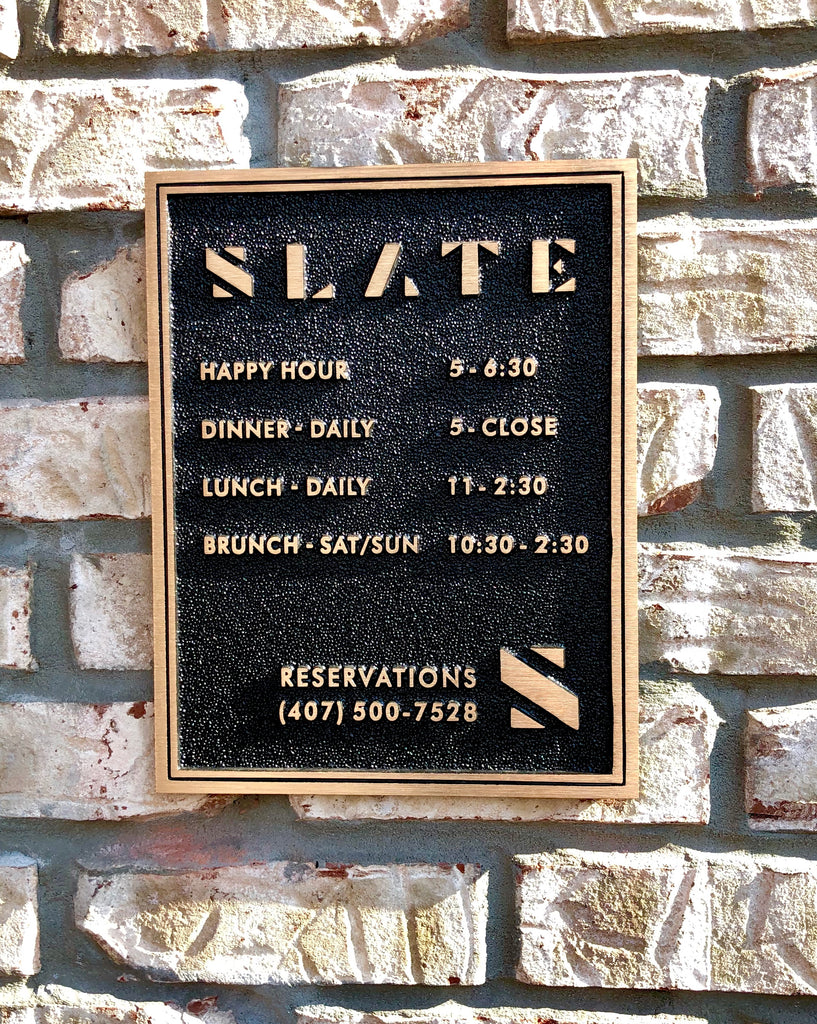 SLATE
HAPPY HOUR 5 - 6:30
DINNER - DAILY 5 - CLOSE
LUNCH - DAILY 11 - 2:30
BRUNCH - SAT/SUN 10:30 - 2:30
RESERVATIONS
(407) 500-7528
S